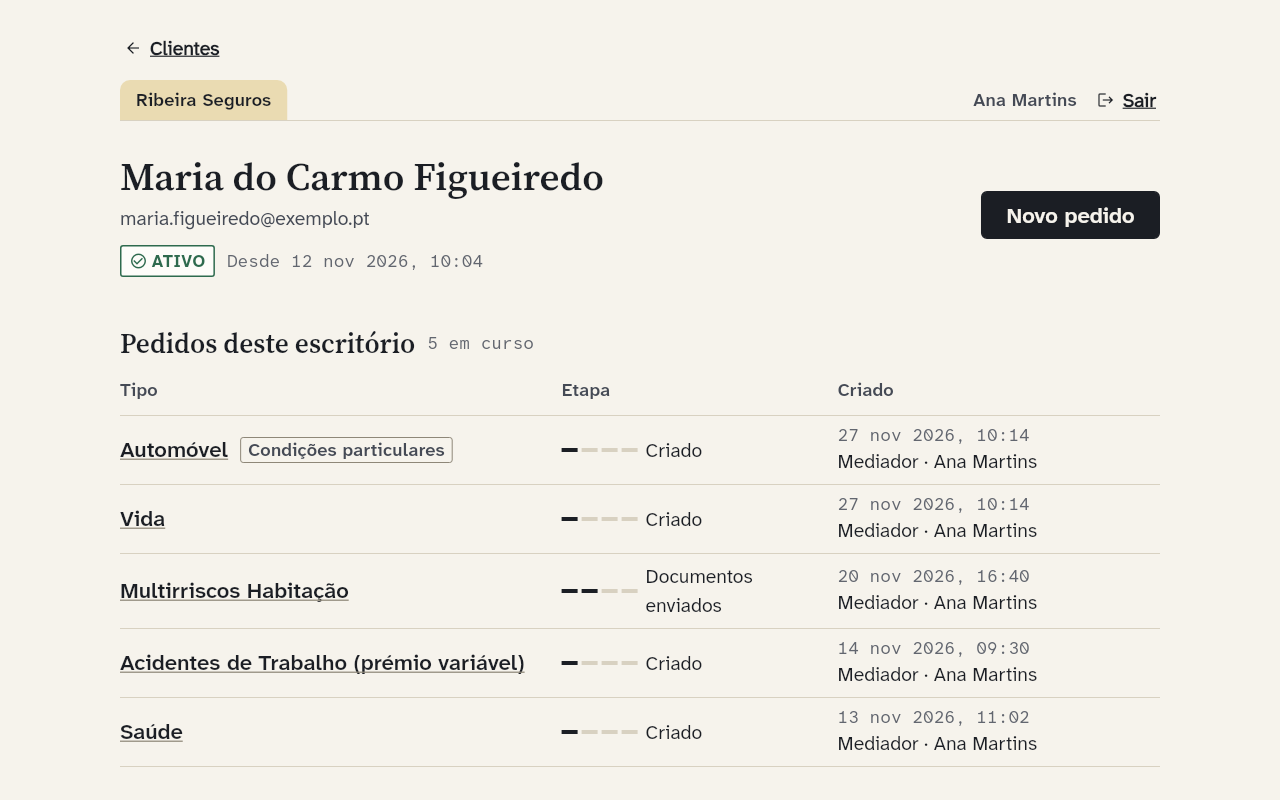 Clientes
Ribeira Seguros
Ana Martins
Sair
Maria do Carmo Figueiredo
maria.figueiredo@exemplo.pt
Novo pedido
ATIVO
Desde 12 nov 2026, 10:04
Pedidos deste escritório
5 em curso
Tipo
Etapa
Criado
Automóvel
Condições particulares
Criado
27 nov 2026, 10:14
Mediador · Ana Martins
Vida
Criado
27 nov 2026, 10:14
Mediador · Ana Martins
Multirriscos Habitação
Documentos
enviados
20 nov 2026, 16:40
Mediador · Ana Martins
Acidentes de Trabalho (prémio variável)
Criado
14 nov 2026, 09:30
Mediador · Ana Martins
Saúde
Criado
13 nov 2026, 11:02
Mediador · Ana Martins